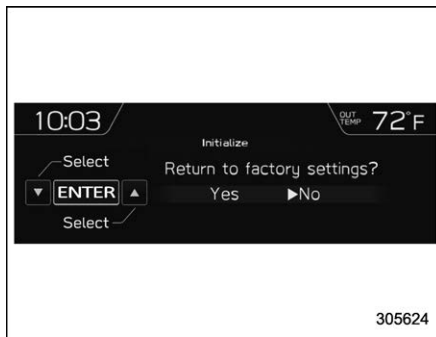 10:03
OUT TEMP 72°F
Initialize
Select
Return to factory settings?
▼ ENTER ▲
Yes ▶No
Select
305624